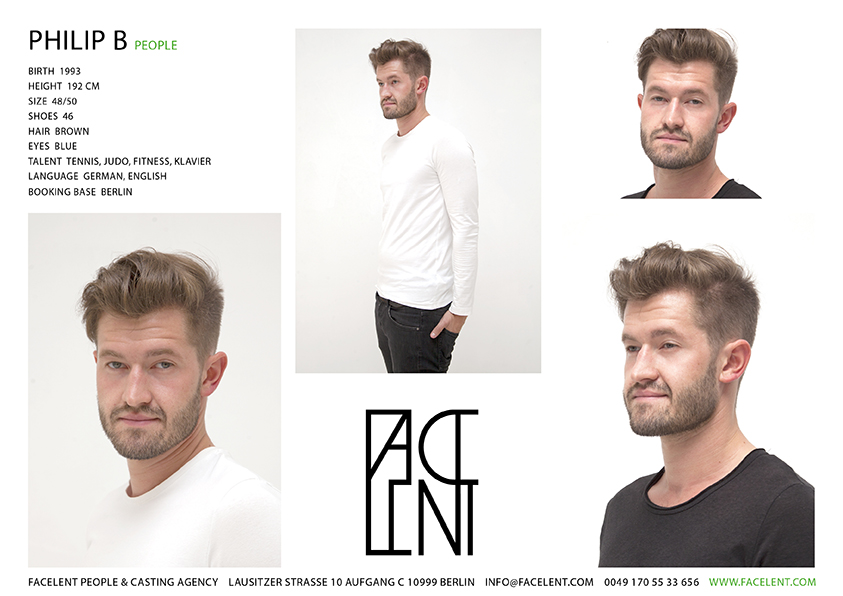 PHILIP B PEOPLE
BIRTH 1993
HEIGHT 192 CM
SIZE 48/50
SHOES 46
HAIR BROWN
EYES BLUE
TALENT TENNIS, JUDO, FITNESS, KLAVIER
LANGUAGE GERMAN, ENGLISH
BOOKING BASE BERLIN
FACE
LENT
FACELENT PEOPLE & CASTING AGENCY LAUSITZER STRASSE 10 AUFGANG C 10999 BERLIN INFO@FACELENT.COM 0049 170 55 33 656 WWW.FACELENT.COM